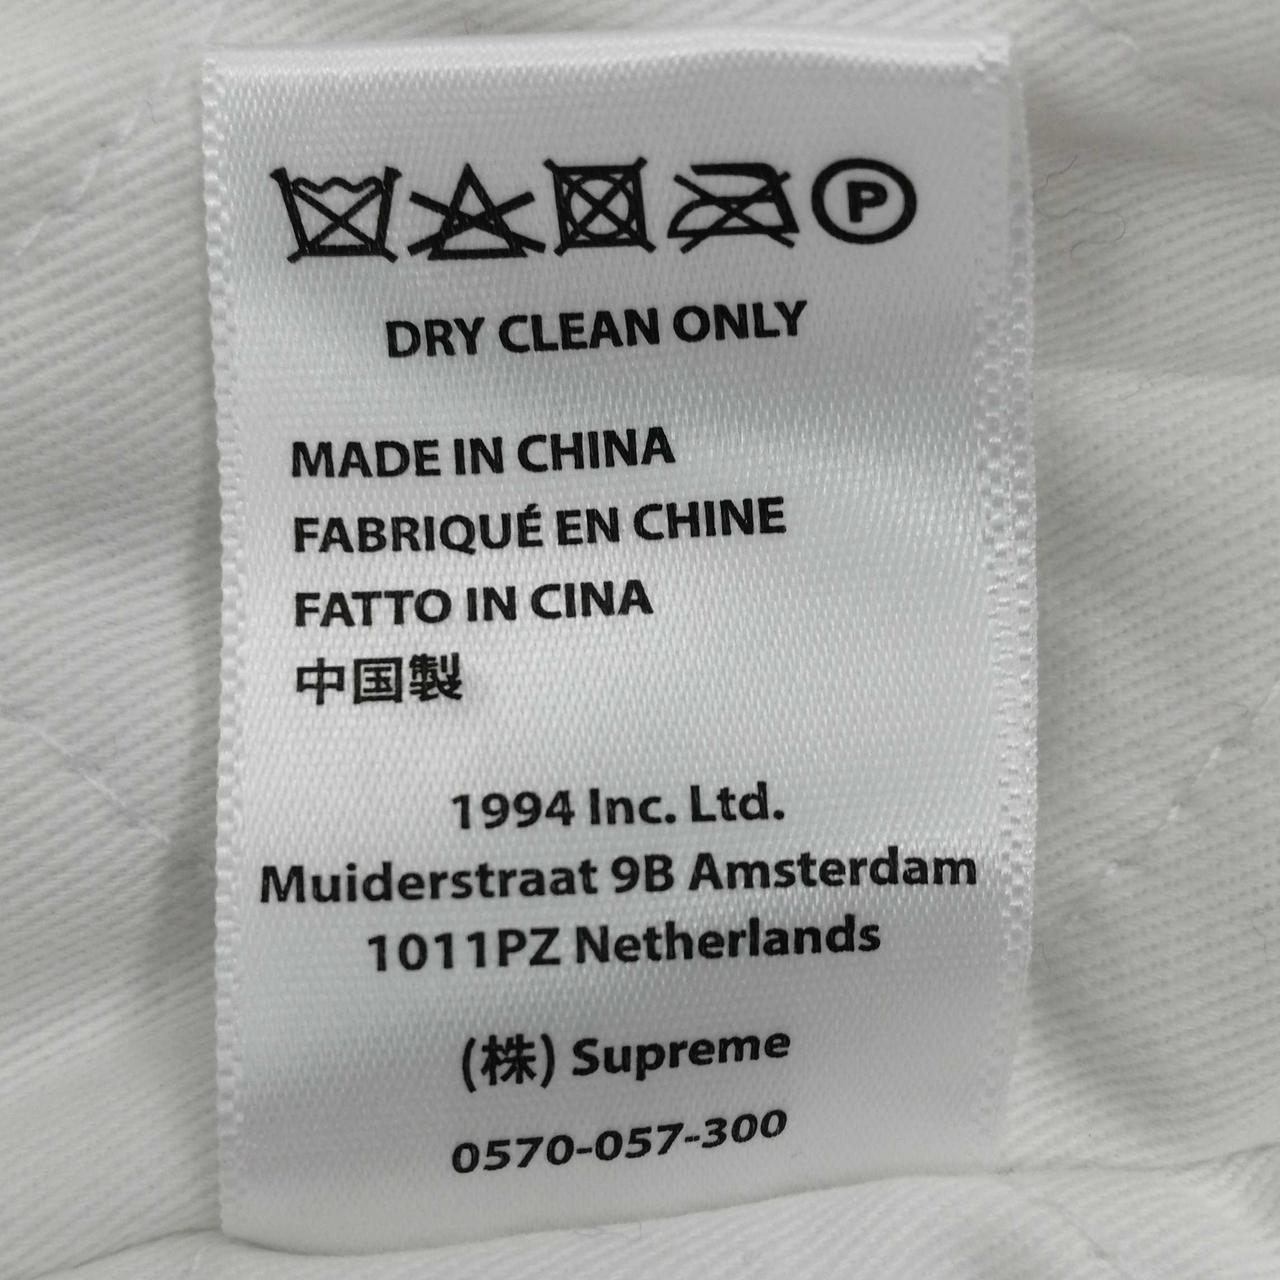 P
DRY CLEAN ONLY
MADE IN CHINA
FABRIQUÉ EN CHINE
FATTO IN CINA
中国製
1994 Inc. Ltd.
Muiderstraat 9B Amsterdam
1011PZ Netherlands
(株) Supreme
0570-057-300